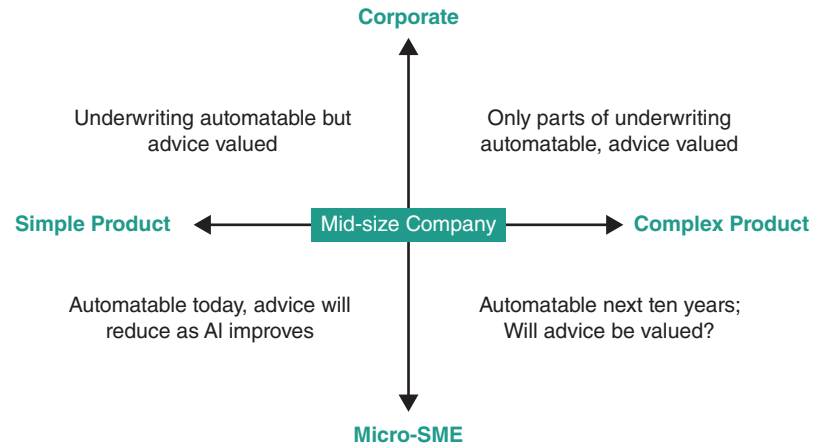 Corporate
Underwriting automatable but
advice valued
Only parts of underwriting
automatable, advice valued
Simple Product
Mid-size Company
Complex Product
Automatable today, advice will
reduce as AI improves
Automatable next ten years;
Will advice be valued?
Micro-SME